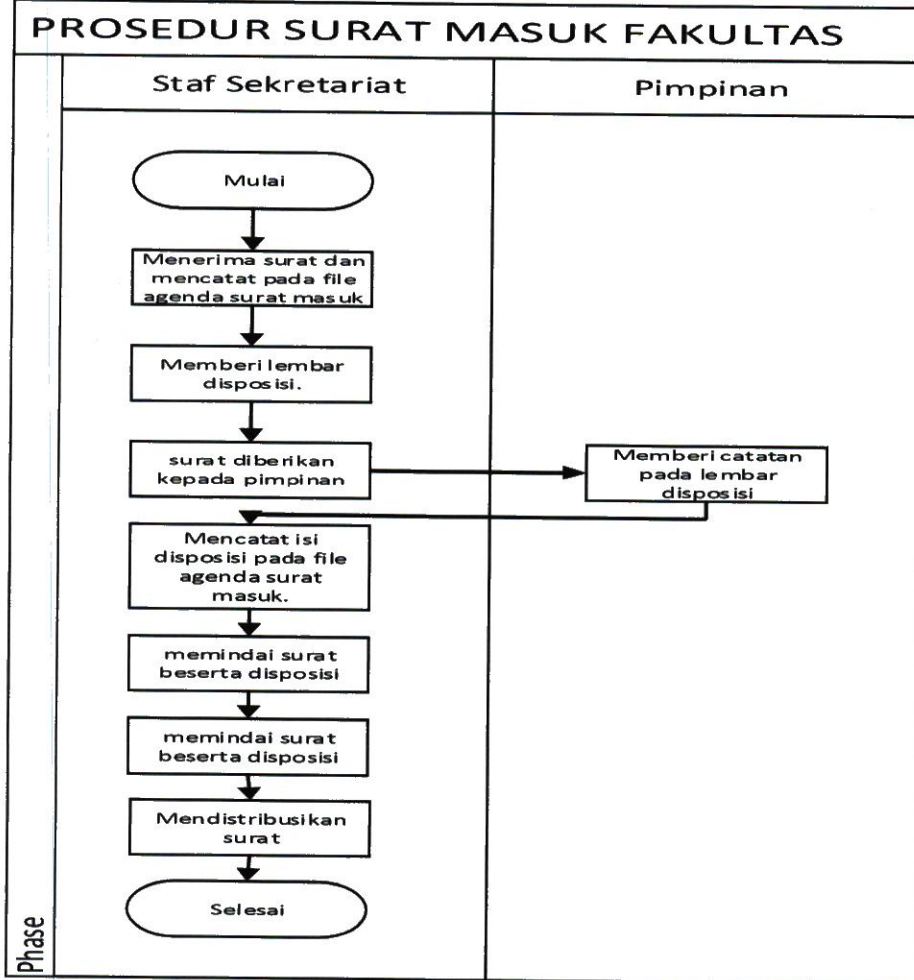 PROSEDUR SURAT MASUK FAKULTAS
Staf Sekretariat
Pimpinan
Mulai
Menerima surat dan
mencatat pada file
agenda surat masuk
Memberi lembar
disposisi.
surat diberikan
kepada pimpinan
Memberi catatan
pada lembar
disposisi
Mencatat isi
disposisi pada file
agenda surat
masuk.
memindai surat
beserta disposisi
memindai surat
beserta disposisi
Mendistribusikan
surat
Selesai
Phase